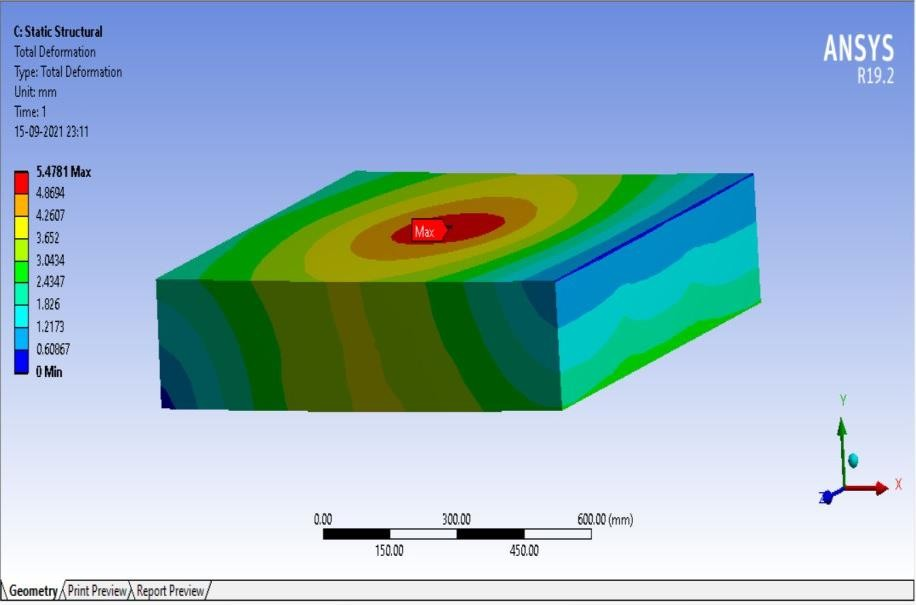 C: Static Structural
Total Deformation
Type: Total Deformation
Unit: mm
Time: 1
15-09-2021 23:11
ANSYS
R19.2
5.4781 Max
4.8694
4.2607
3.652
3.0434
2.4347
1.826
1.2173
0.60867
0 Min
Max
Y
X
Z
0.00 300.00 600.00 (mm)
150.00 450.00
Geometry Print Preview Report Preview